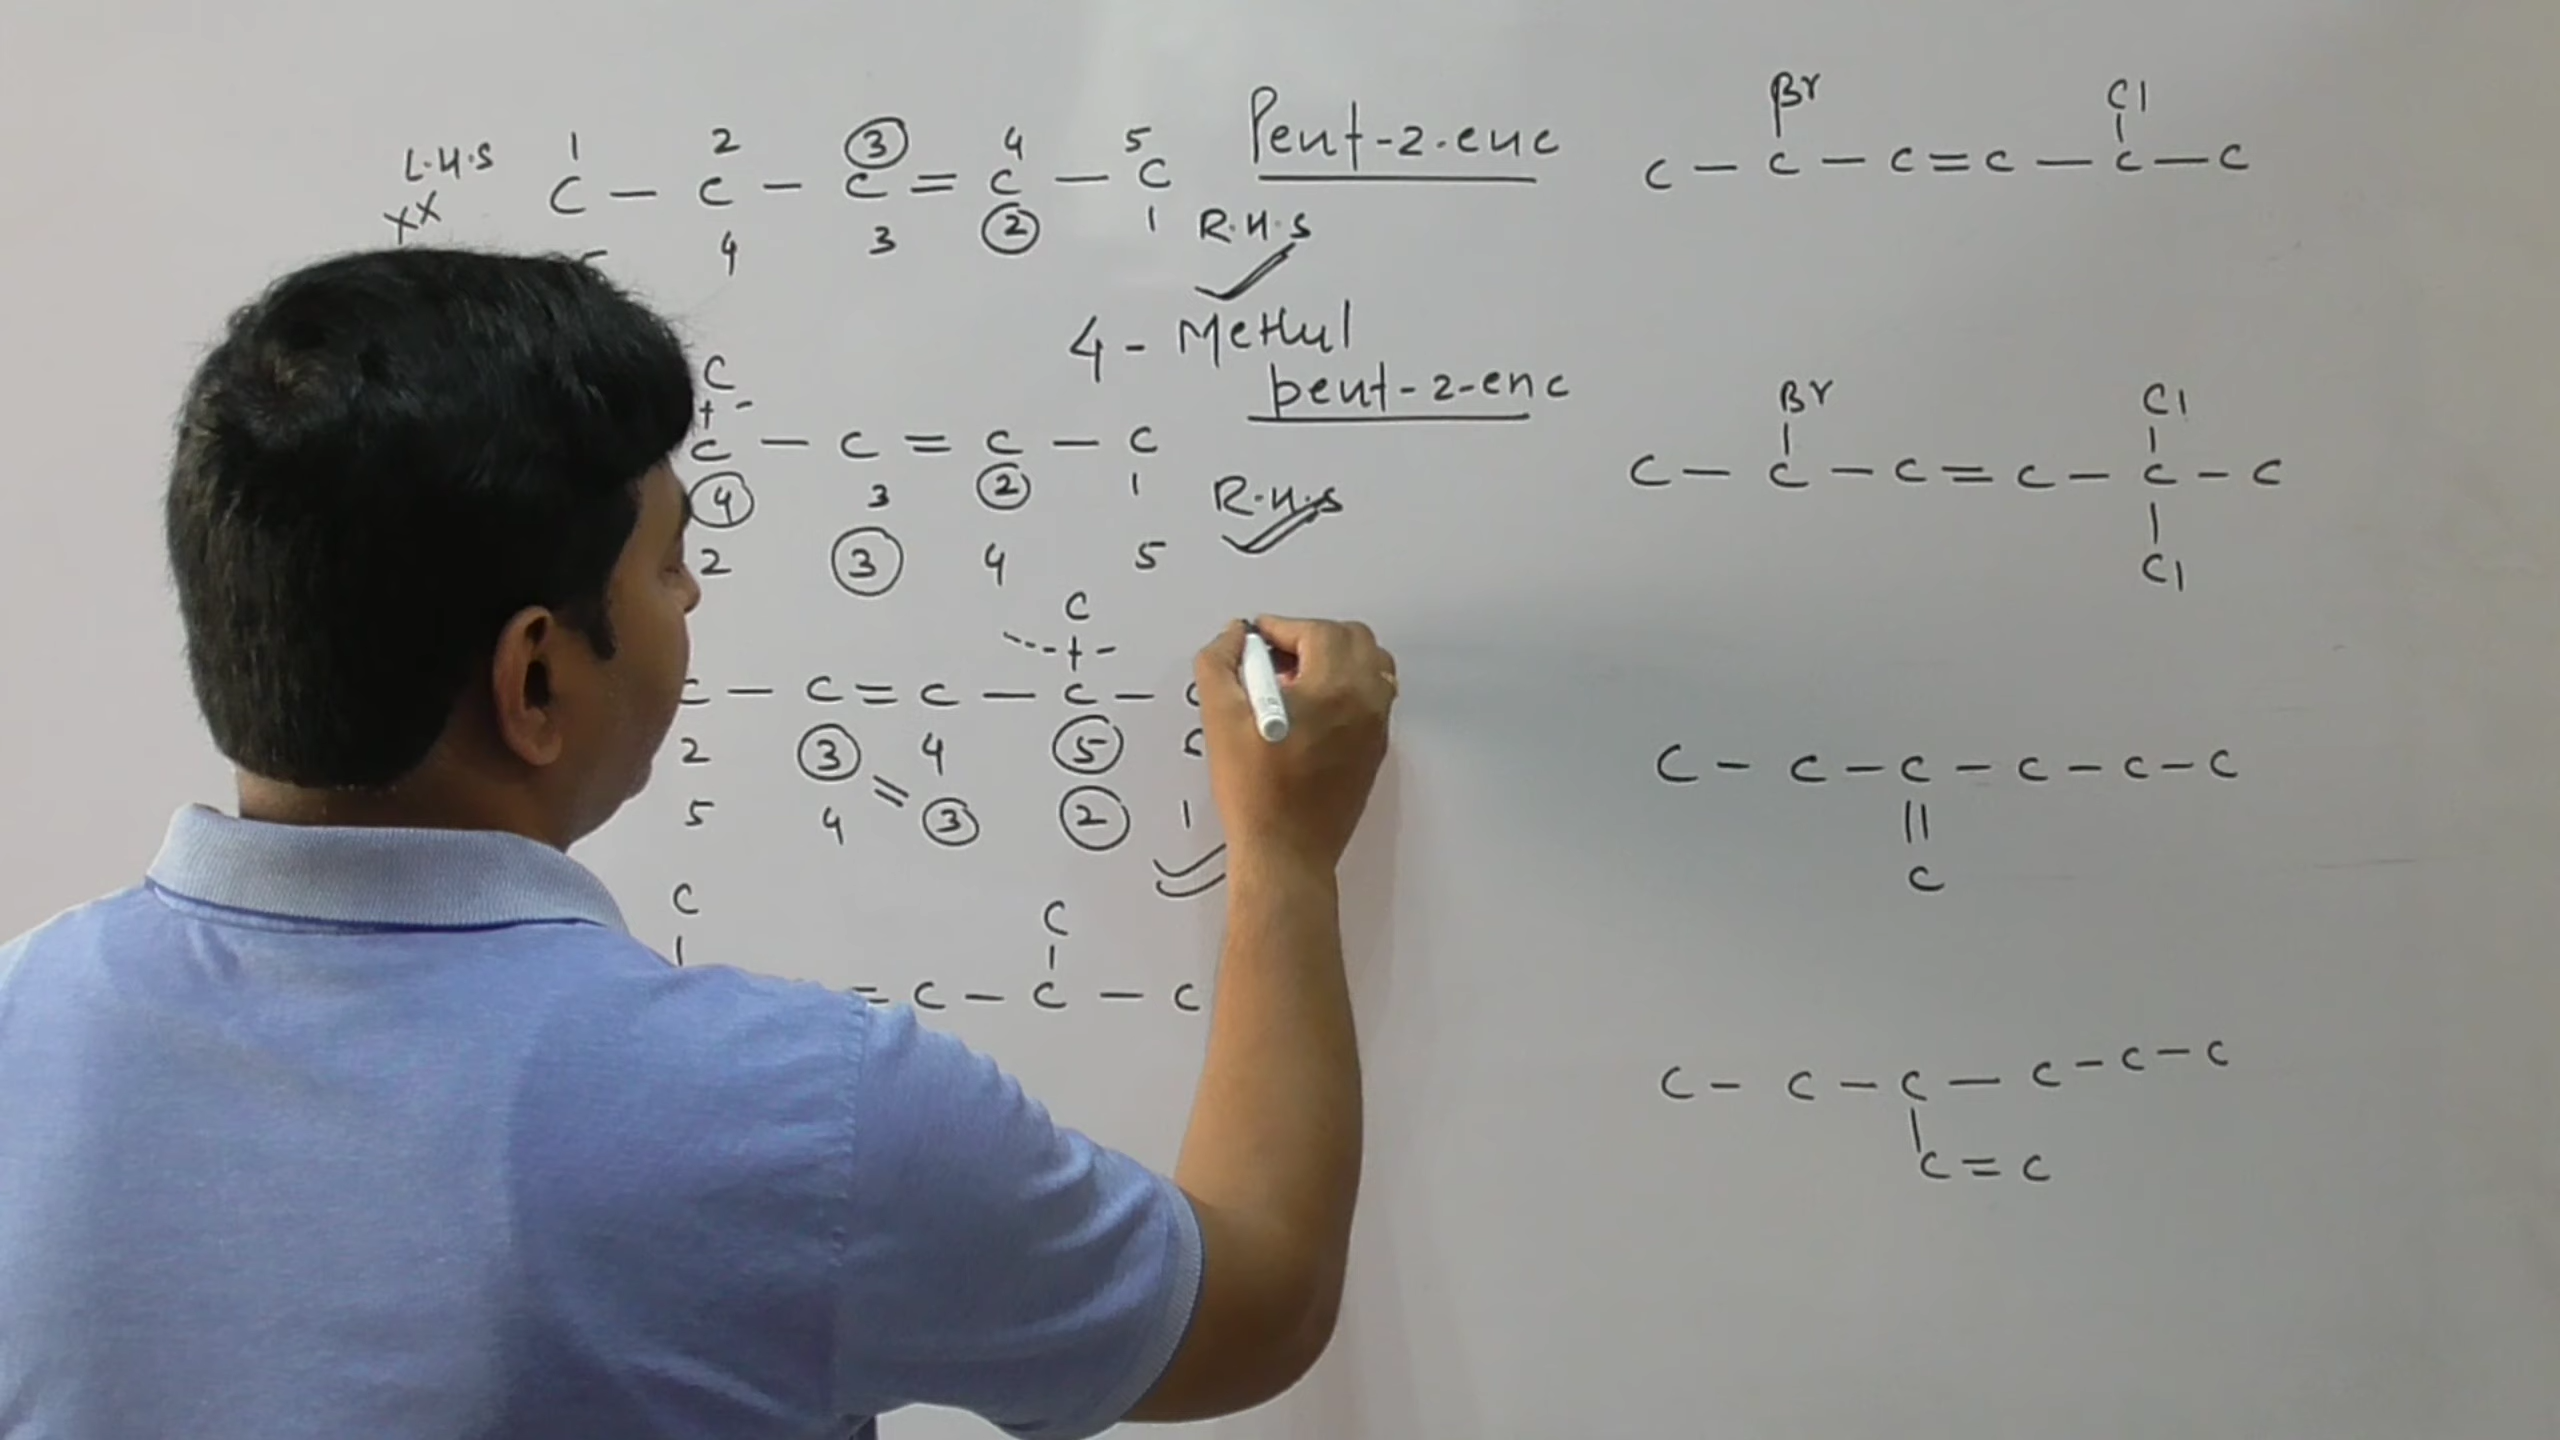 L.H.S 1 2 3 4 5 Pent-2.ene
C - C - C = C - C
XX 4 3 2 1 R.H.S
4 - Methyl
pent-2-ene
C
C - C = C - C
4 3 2 1 R.H.S
2 3 4 5
C
C - C = C - C -
2 3 4 5
5 4 3 2 1
C C
= C - C - C
Br Cl
C - C - C = C - C - C
Br Cl
C - C - C = C - C - C
Cl
C - C - C - C - C - C
||
C
C - C - C - C - C - C
C = C